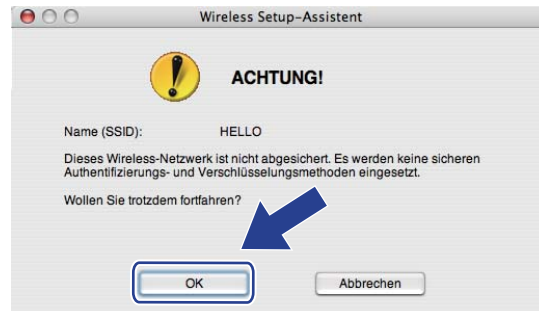 Wireless Setup-Assistent
ACHTUNG!
Name (SSID): HELLO
Dieses Wireless-Netzwerk ist nicht abgesichert. Es werden keine sicheren
Authentifizierungs- und Verschlüsselungsmethoden eingesetzt.
Wollen Sie trotzdem fortfahren?
OK Abbrechen